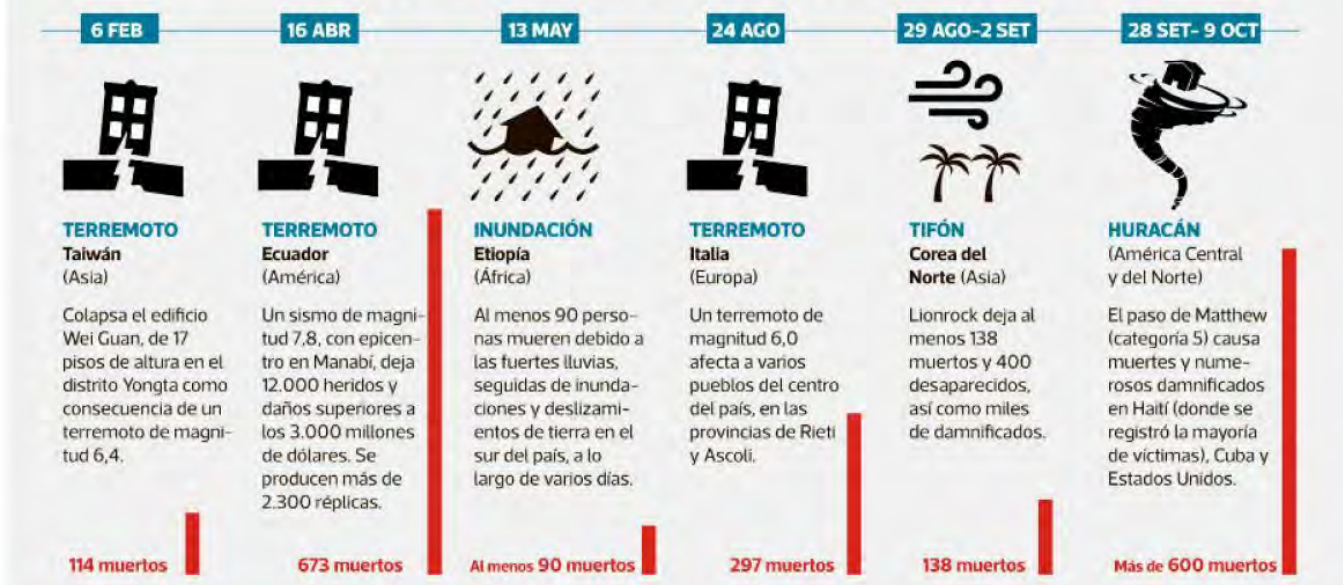 6 FEB
TERREMOTO
Taiwán
(Asia)
Colapsa el edificio
Wei Guan, de 17
pisos de altura en el
distrito Yongta como
consecuencia de un
terremoto de magni-
tud 6,4.
114 muertos
16 ABR
TERREMOTO
Ecuador
(América)
Un sismo de magni-
tud 7,8, con epicen-
tro en Manabí, deja
12.000 heridos y
daños superiores a
los 3.000 millones
de dólares. Se
producen más de
2.300 réplicas.
673 muertos
13 MAY
INUNDACIÓN
Etiopía
(África)
Al menos 90 perso-
nas mueren debido a
las fuertes lluvias,
seguidas de inunda-
ciones y deslizami-
entos de tierra en el
sur del país, a lo
largo de varios días.
Al menos 90 muertos
24 AGO
TERREMOTO
Italia
(Europa)
Un terremoto de
magnitud 6,0
afecta a varios
pueblos del centro
del país, en las
provincias de Rieti
y Ascoli.
297 muertos
29 AGO-2 SET
TIFÓN
Corea del
Norte (Asia)
Lionrock deja al
menos 138
muertos y 400
desaparecidos,
así como miles
de damnificados.
138 muertos
28 SET- 9 OCT
HURACÁN
(América Central
y del Norte)
El paso de Matthew
(categoría 5) causa
muertes y nume-
rosos damnificados
en Haití (donde se
registró la mayoría
de víctimas), Cuba y
Estados Unidos.
Más de 600 muertos